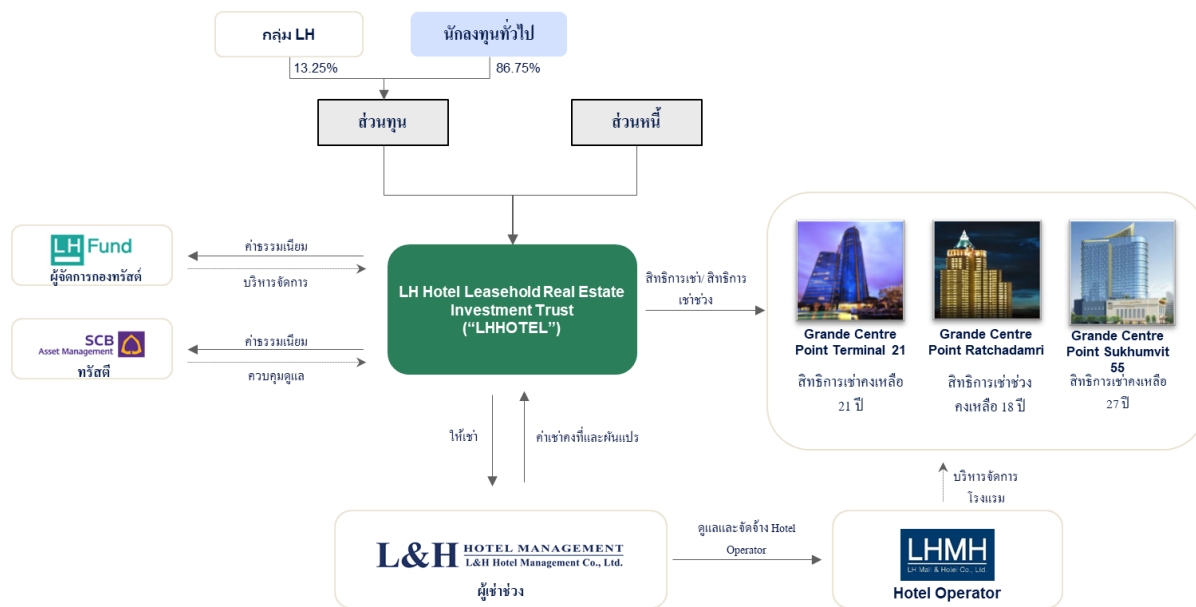 กลุ่ม LH
นักลงทุนทั่วไป
13.25%
86.75%
ส่วนทุน
ส่วนหนี้
LH Fund
ผู้จัดการกองทรัสต์
ค่าธรรมเนียม
บริหารจัดการ
SCB
Asset Management
ทรัสตี
ค่าธรรมเนียม
ควบคุมดูแล
LH Hotel Leasehold Real Estate
Investment Trust
(“LHHOTEL”)
สิทธิการเช่า/ สิทธิการ
เช่าช่วง
Grande Centre
Point Terminal 21
สิทธิการเช่าคงเหลือ
21 ปี
Grande Centre
Point Ratchadamri
สิทธิการเช่าช่วง
คงเหลือ 18 ปี
Grande Centre
Point Sukhumvit
55
สิทธิการเช่าคงเหลือ
27 ปี
ให้เช่า
ค่าเช่าคงที่และผันแปร
บริหารจัดการ
โรงแรม
L&H HOTEL MANAGEMENT
L&H Hotel Management Co., Ltd.
ผู้เช่าช่วง
ดูแลและจัดจ้าง Hotel
Operator
LHMH
LH Mall & Hotel Co., Ltd.
Hotel Operator